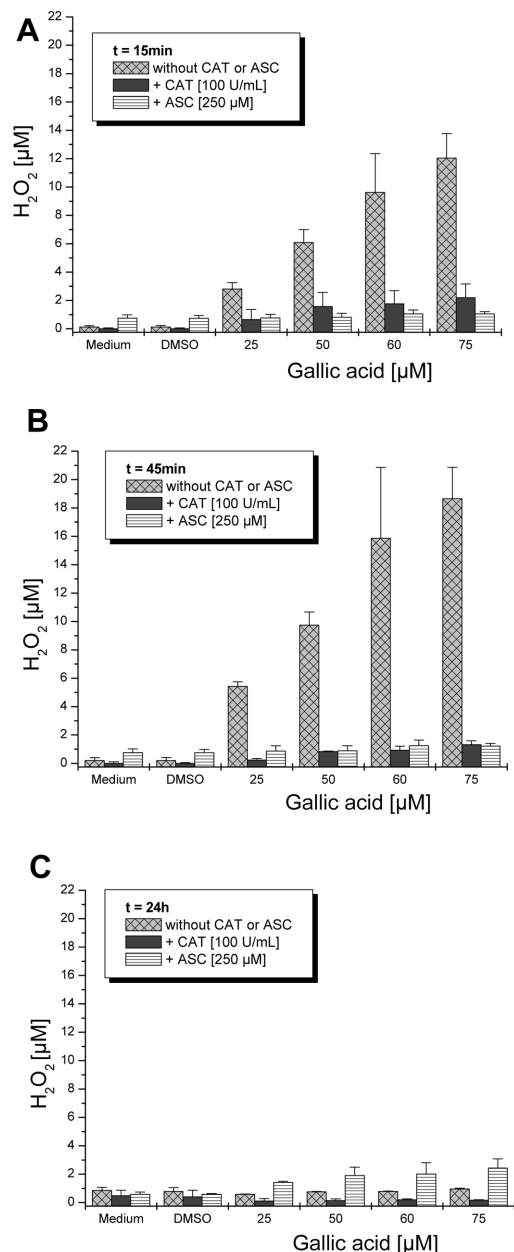 A
t = 15min
without CAT or ASC
+ CAT [100 U/mL]
+ ASC [250 µM]
22
20
18
16
14
12
10
8
6
4
2
0
H2O2 [µM]
Medium DMSO 25 50 60 75
Gallic acid [µM]
B
t = 45min
without CAT or ASC
+ CAT [100 U/mL]
+ ASC [250 µM]
22
20
18
16
14
12
10
8
6
4
2
0
H2O2 [µM]
Medium DMSO 25 50 60 75
Gallic acid [µM]
C
t = 24h
without CAT or ASC
+ CAT [100 U/mL]
+ ASC [250 µM]
22
20
18
16
14
12
10
8
6
4
2
0
H2O2 [µM]
Medium DMSO 25 50 60 75
Gallic acid [µM]